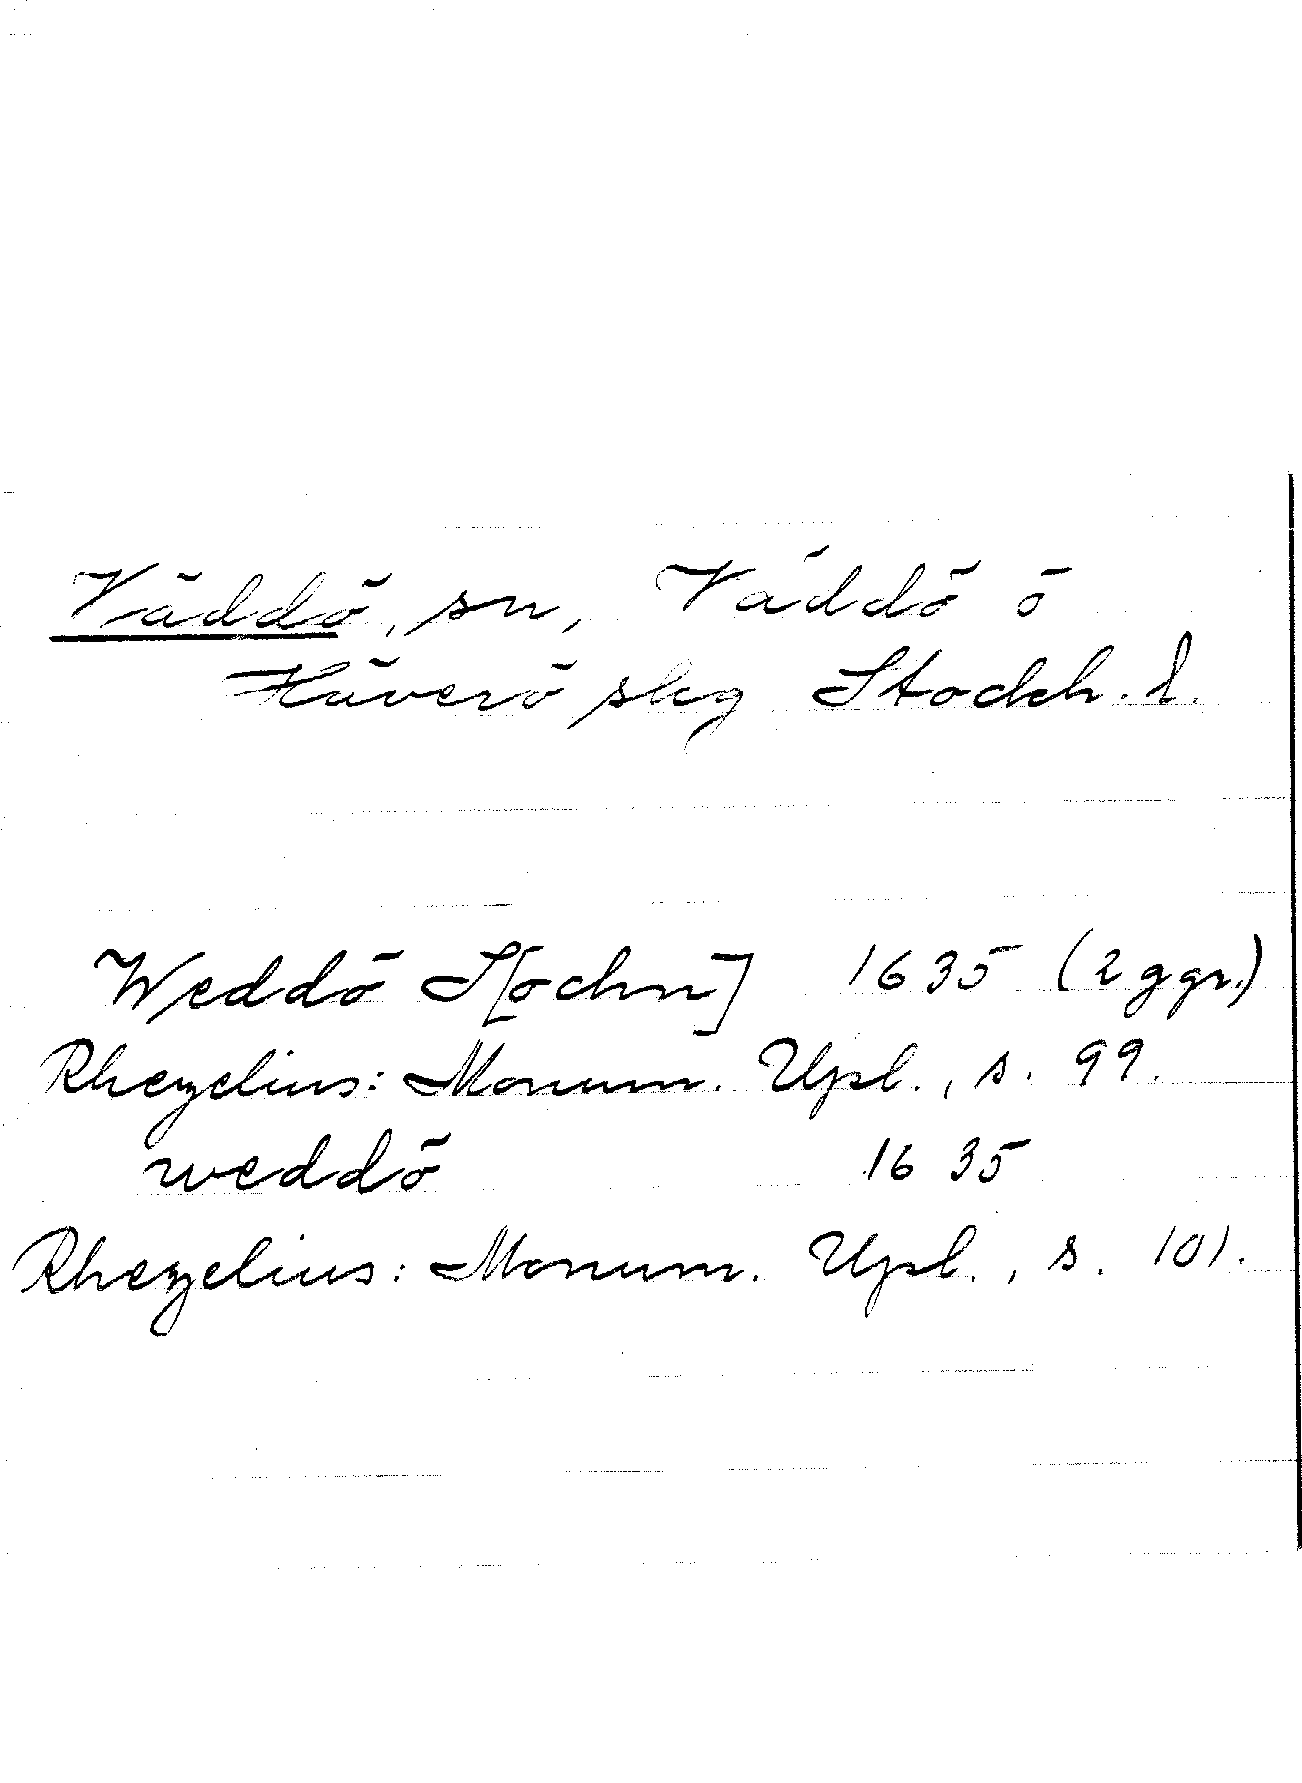 Väddö, sn, Väddö ö
Häverö skg Stockh. l.
Weddö S[ochn] 1635 (2 ggr.)
Rhezelius: Monum. Upl., s. 99.
weddö 1635
Rhezelius: Monum. Upl., s. 101.